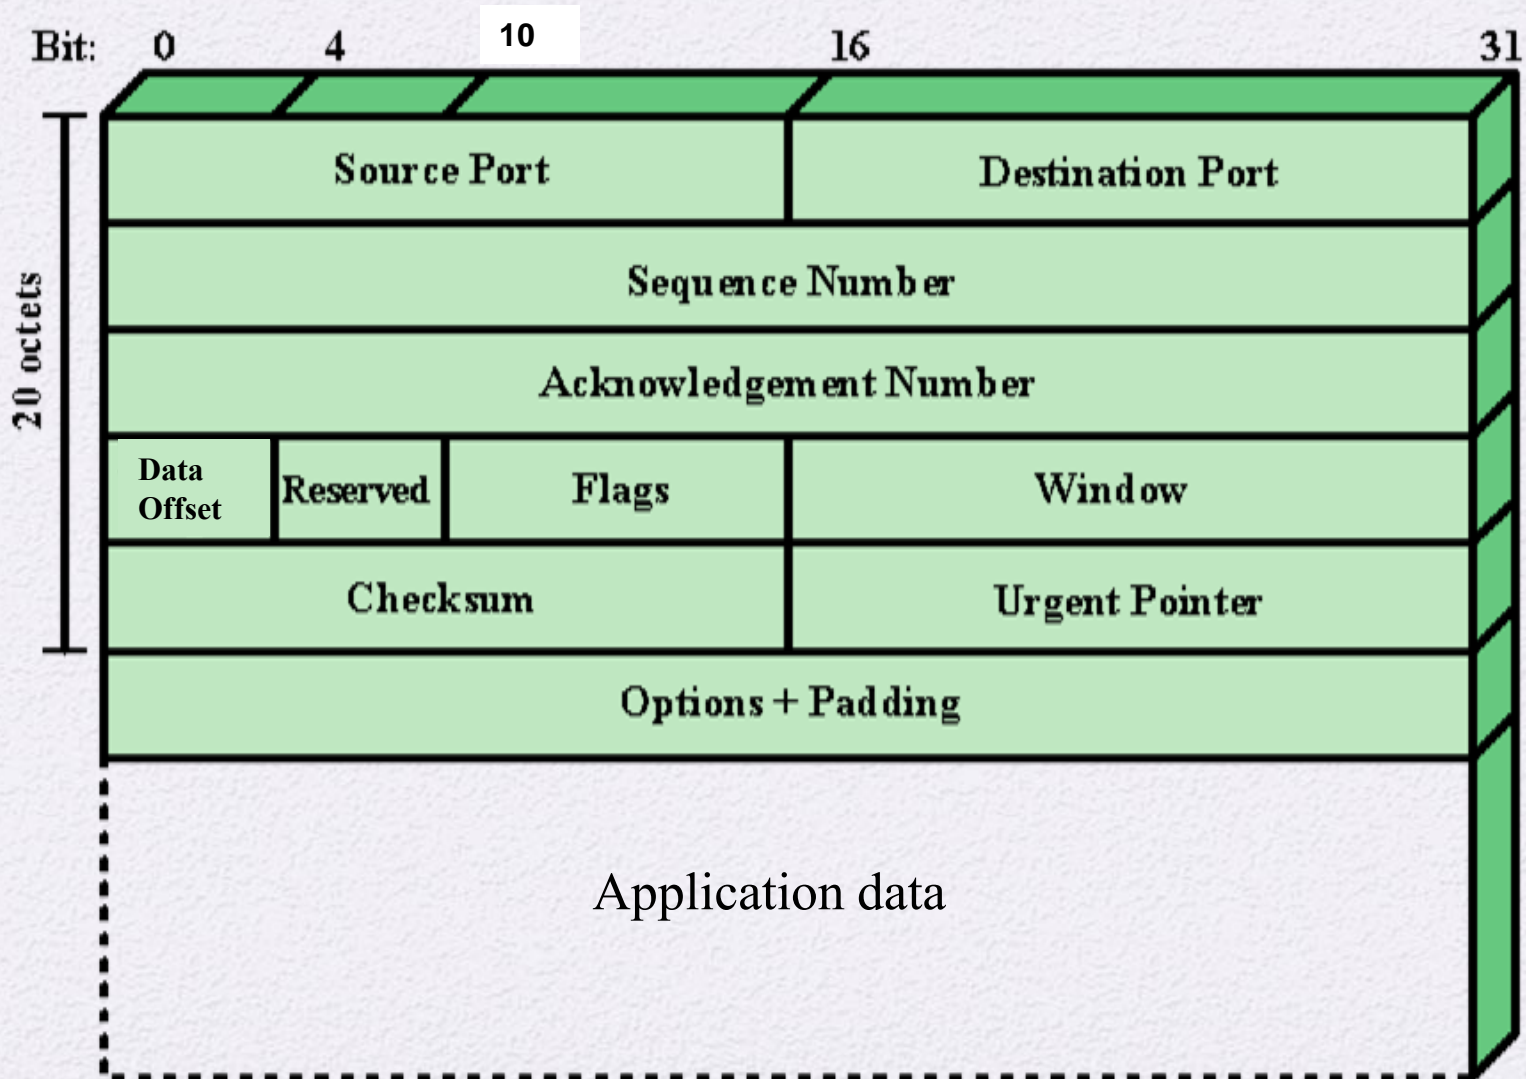 Bit: 0 4 10 16 31
Source Port Destination Port
Sequence Number
20 octets
Acknowledgement Number
Data
Offset
Reserved Flags Window
Checksum Urgent Pointer
Options + Padding
Application data